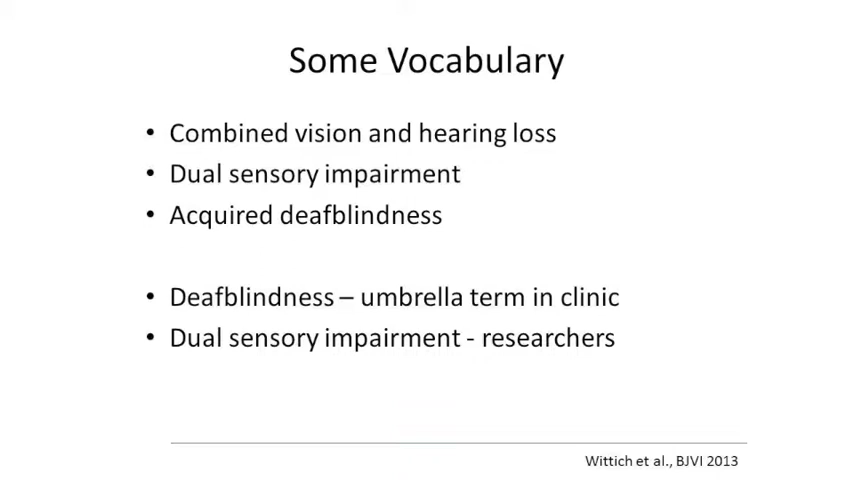 Some Vocabulary
• Combined vision and hearing loss
• Dual sensory impairment
• Acquired deafblindness
• Deafblindness – umbrella term in clinic
• Dual sensory impairment - researchers
Wittich et al., BJVI 2013